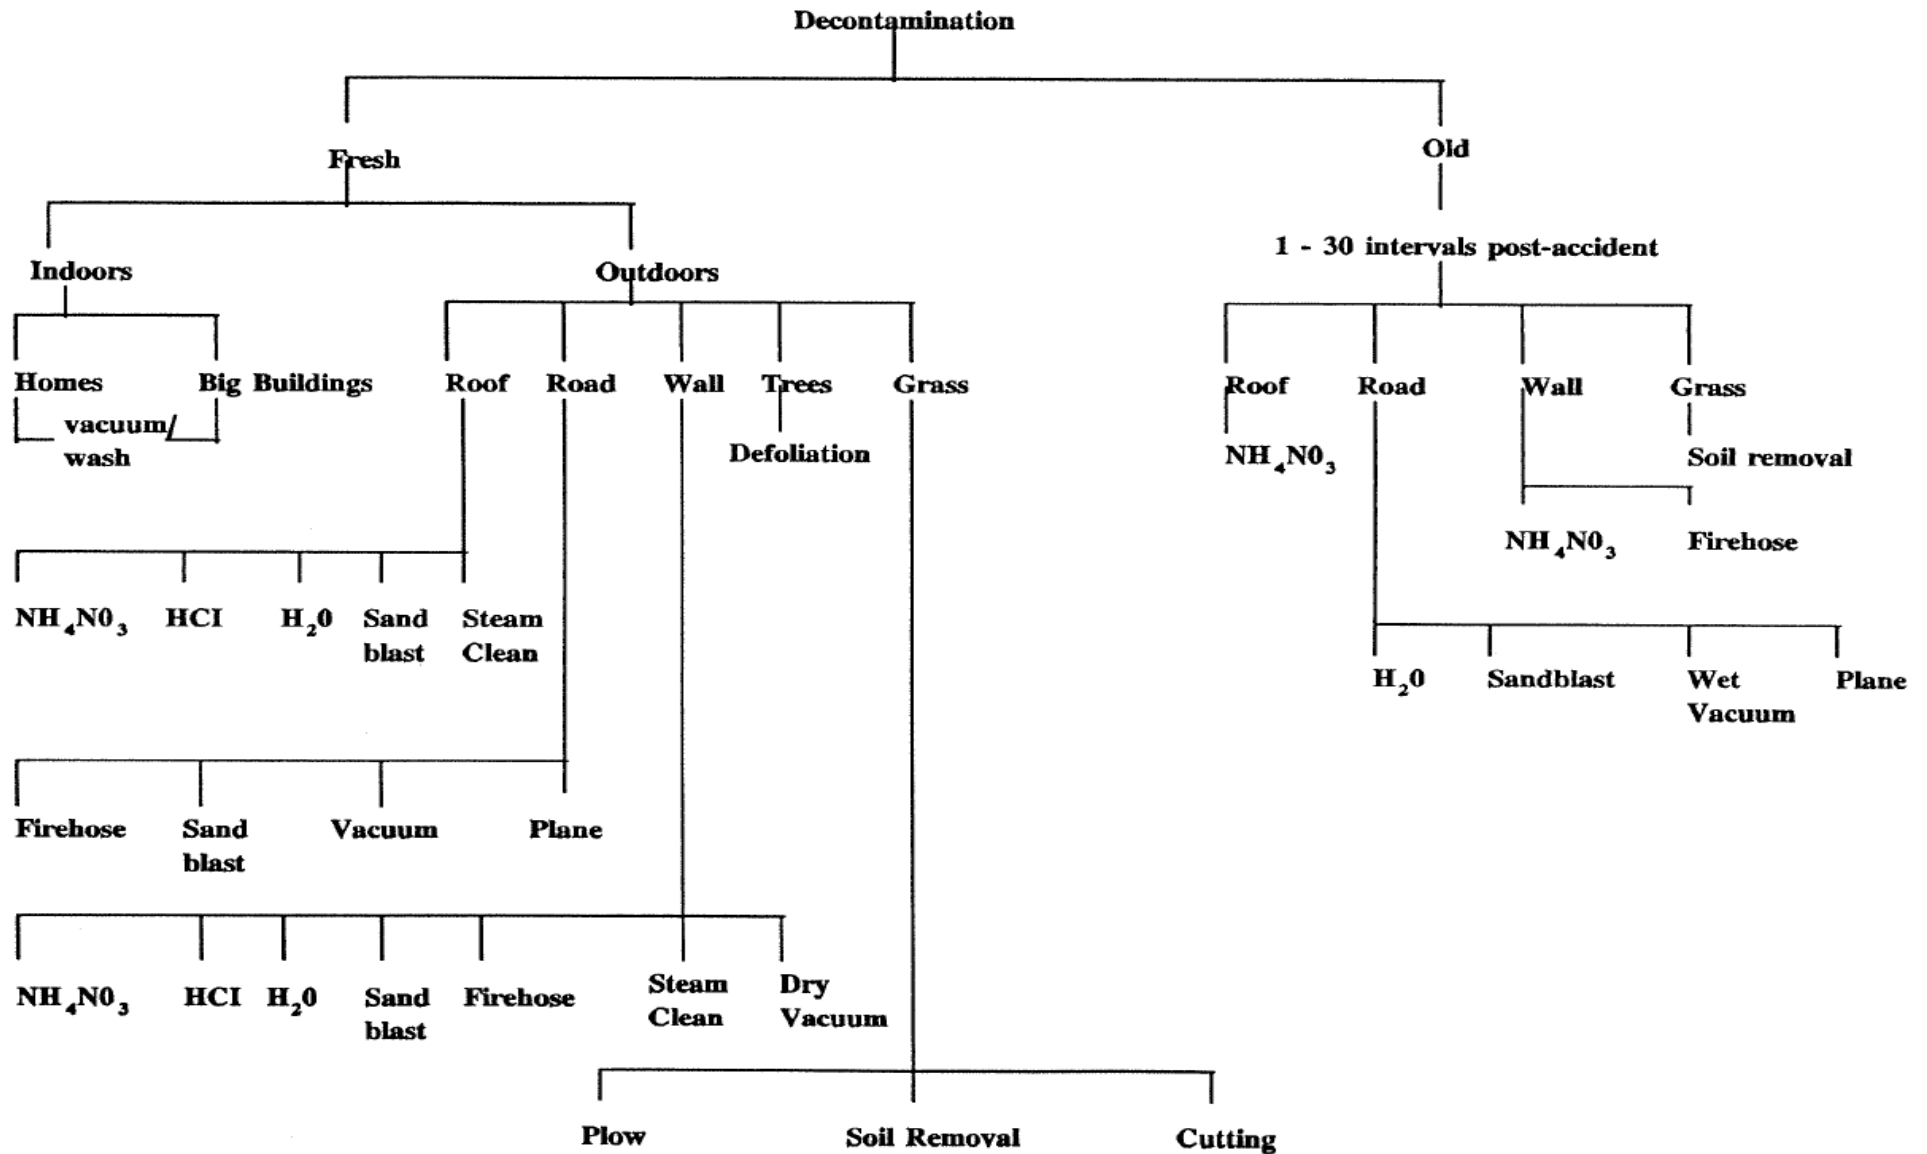 Decontamination
Fresh
Old
1 - 30 intervals post-accident
Indoors
Outdoors
Homes
Big Buildings
vacuum/
wash
Roof
Road
Wall
Trees
Grass
Defoliation
Roof
Road
Wall
Grass
NH₄N0₃
Soil removal
NH₄N0₃
Firehose
NH₄N0₃
HCI
H₂0
Sand
blast
Steam
Clean
H₂0
Sandblast
Wet
Vacuum
Plane
Firehose
Sand
blast
Vacuum
Plane
NH₄N0₃
HCI
H₂0
Sand
blast
Firehose
Steam
Clean
Dry
Vacuum
Plow
Soil Removal
Cutting